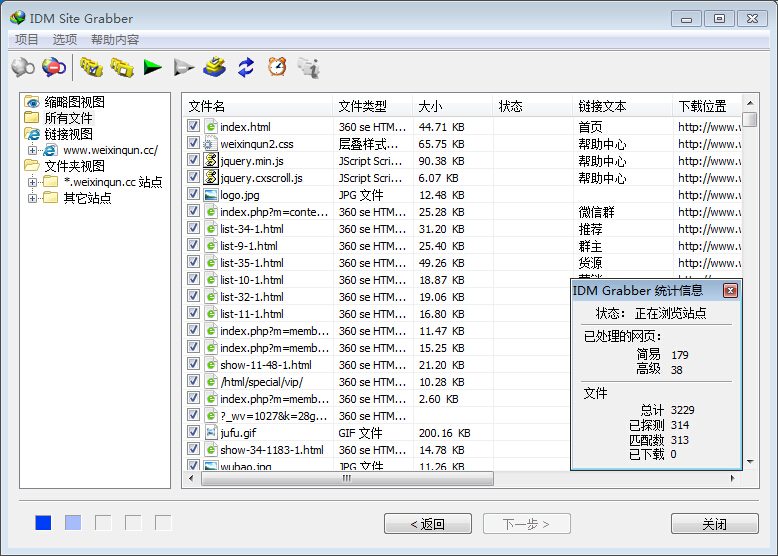 IDM Site Grabber
项目 选项 帮助内容
缩略图视图
所有文件
链接视图
www.weixinqun.cc/
文件夹视图
*.weixinqun.cc 站点
其它站点
文件名 文件类型 大小 状态 链接文本 下载位置
index.html 360 se HTM... 44.71 KB 首页 http://www.w
weixinqun2.css 层叠样式... 65.75 KB 帮助中心 http://www.w
jquery.min.js JScript Scri... 90.38 KB 帮助中心 http://www.w
jquery.cxscroll.js JScript Scri... 6.07 KB 帮助中心 http://www.w
logo.jpg JPG 文件 12.48 KB http://www.w
index.php?m=conte... 360 se HTM... 25.28 KB 微信群 http://www.w
list-34-1.html 360 se HTM... 31.20 KB 推荐 http://www.w
list-9-1.html 360 se HTM... 25.40 KB 群主 http://www.w
list-35-1.html 360 se HTM... 49.26 KB 货源 http://www.w
list-10-1.html 360 se HTM... 18.87 KB
list-32-1.html 360 se HTM... 19.06 KB
list-11-1.html 360 se HTM... 16.80 KB
index.php?m=memb... 360 se HTM... 11.47 KB
index.php?m=memb... 360 se HTM... 15.25 KB
show-11-48-1.html 360 se HTM... 21.20 KB
/html/special/vip/ 360 se HTM... 10.28 KB
index.php?m=memb... 360 se HTM... 2.60 KB
?_wv=1027&k=28g... 360 se HTM...
jufu.gif GIF 文件 200.16 KB
show-34-1183-1.html 360 se HTM... 14.78 KB
wubao.jpg JPG 文件 11.26 KB
IDM Grabber 统计信息
状态: 正在浏览站点
已处理的网页:
简易 179
高级 38
文件
总计 3229
已探测 314
匹配数 313
已下载 0
< 返回 下一步 > 关闭